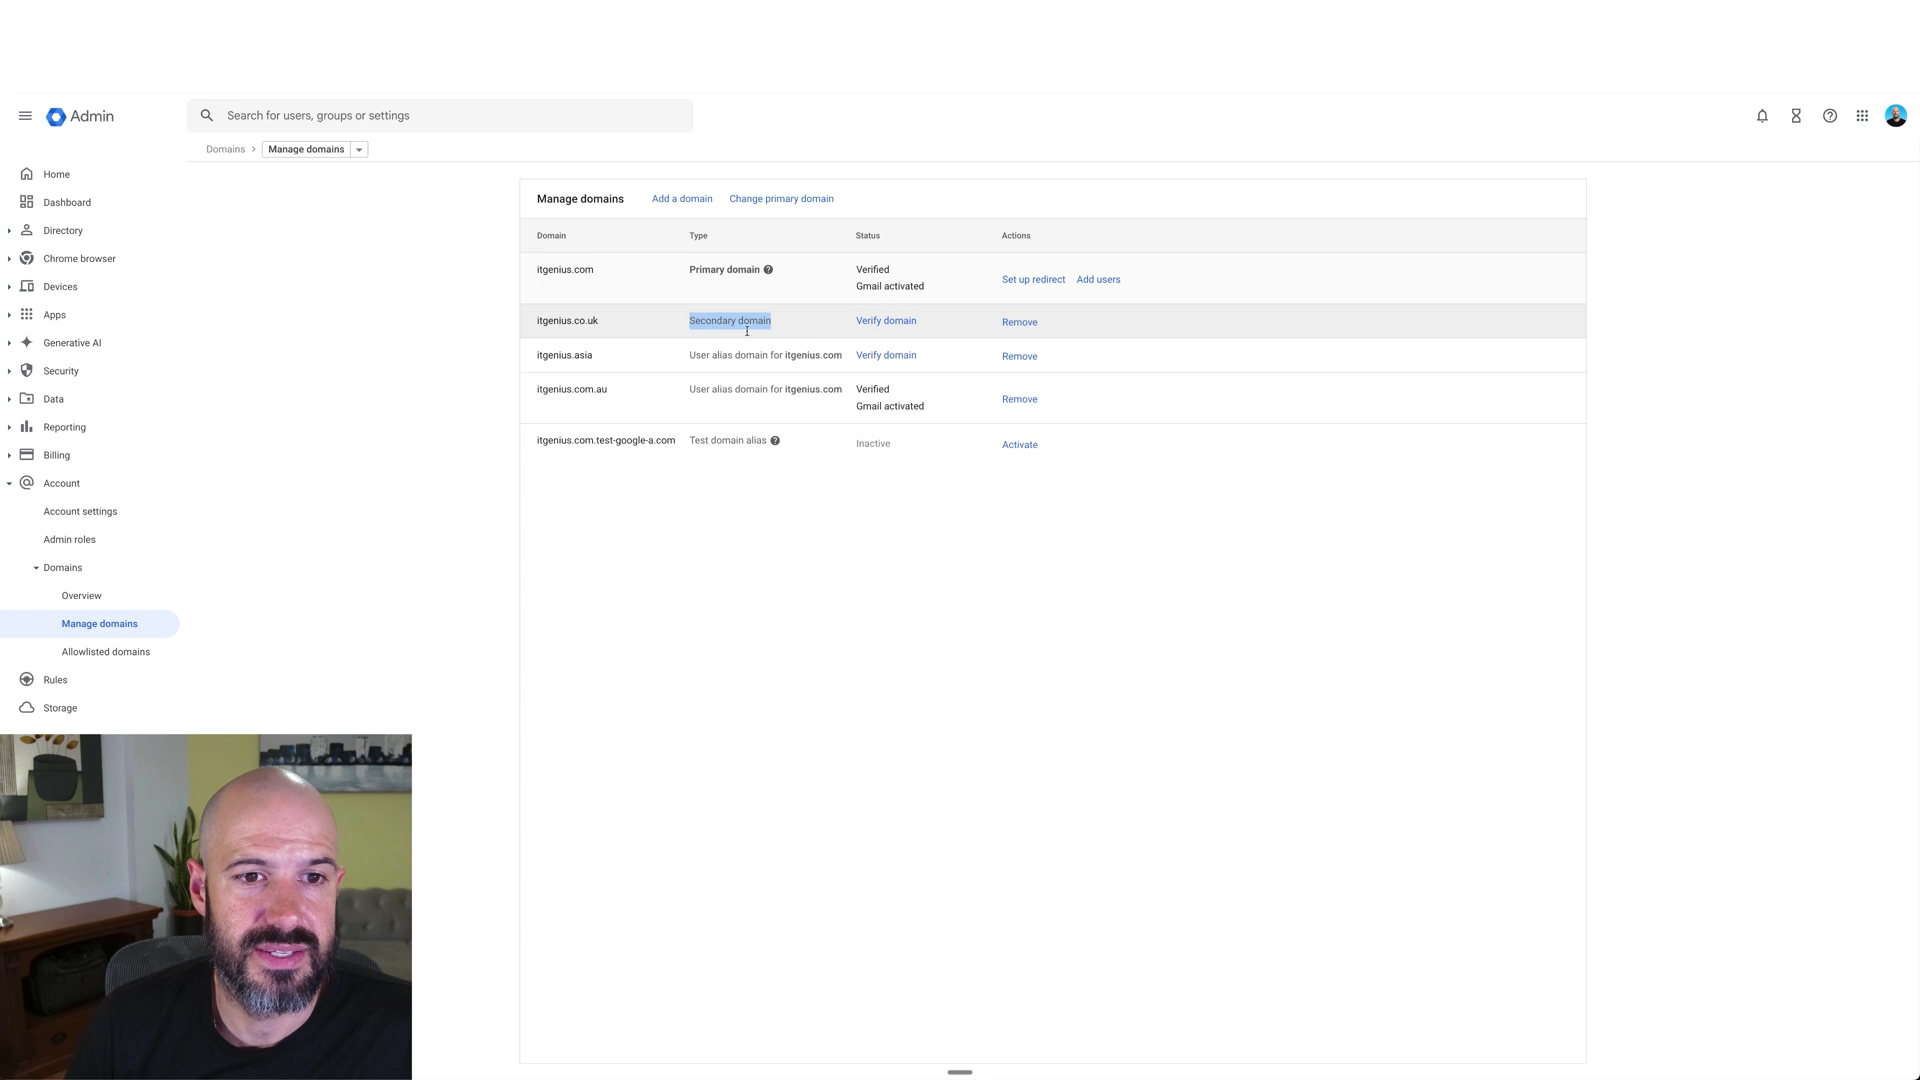 Admin
Search for users, groups or settings
Domains
Manage domains
Home
Dashboard
Directory
Chrome browser
Devices
Apps
Generative AI
Security
Data
Reporting
Billing
Account
Account settings
Admin roles
Domains
Overview
Manage domains
Allowlisted domains
Rules
Storage
Manage domains Add a domain Change primary domain
Domain Type Status Actions
itgenius.com Primary domain Verified
Gmail activated Set up redirect Add users
itgenius.co.uk Secondary domain Verify domain Remove
itgenius.asia User alias domain for itgenius.com Verify domain Remove
itgenius.com.au User alias domain for itgenius.com Verified
Gmail activated Remove
itgenius.com.test-google-a.com Test domain alias Inactive Activate